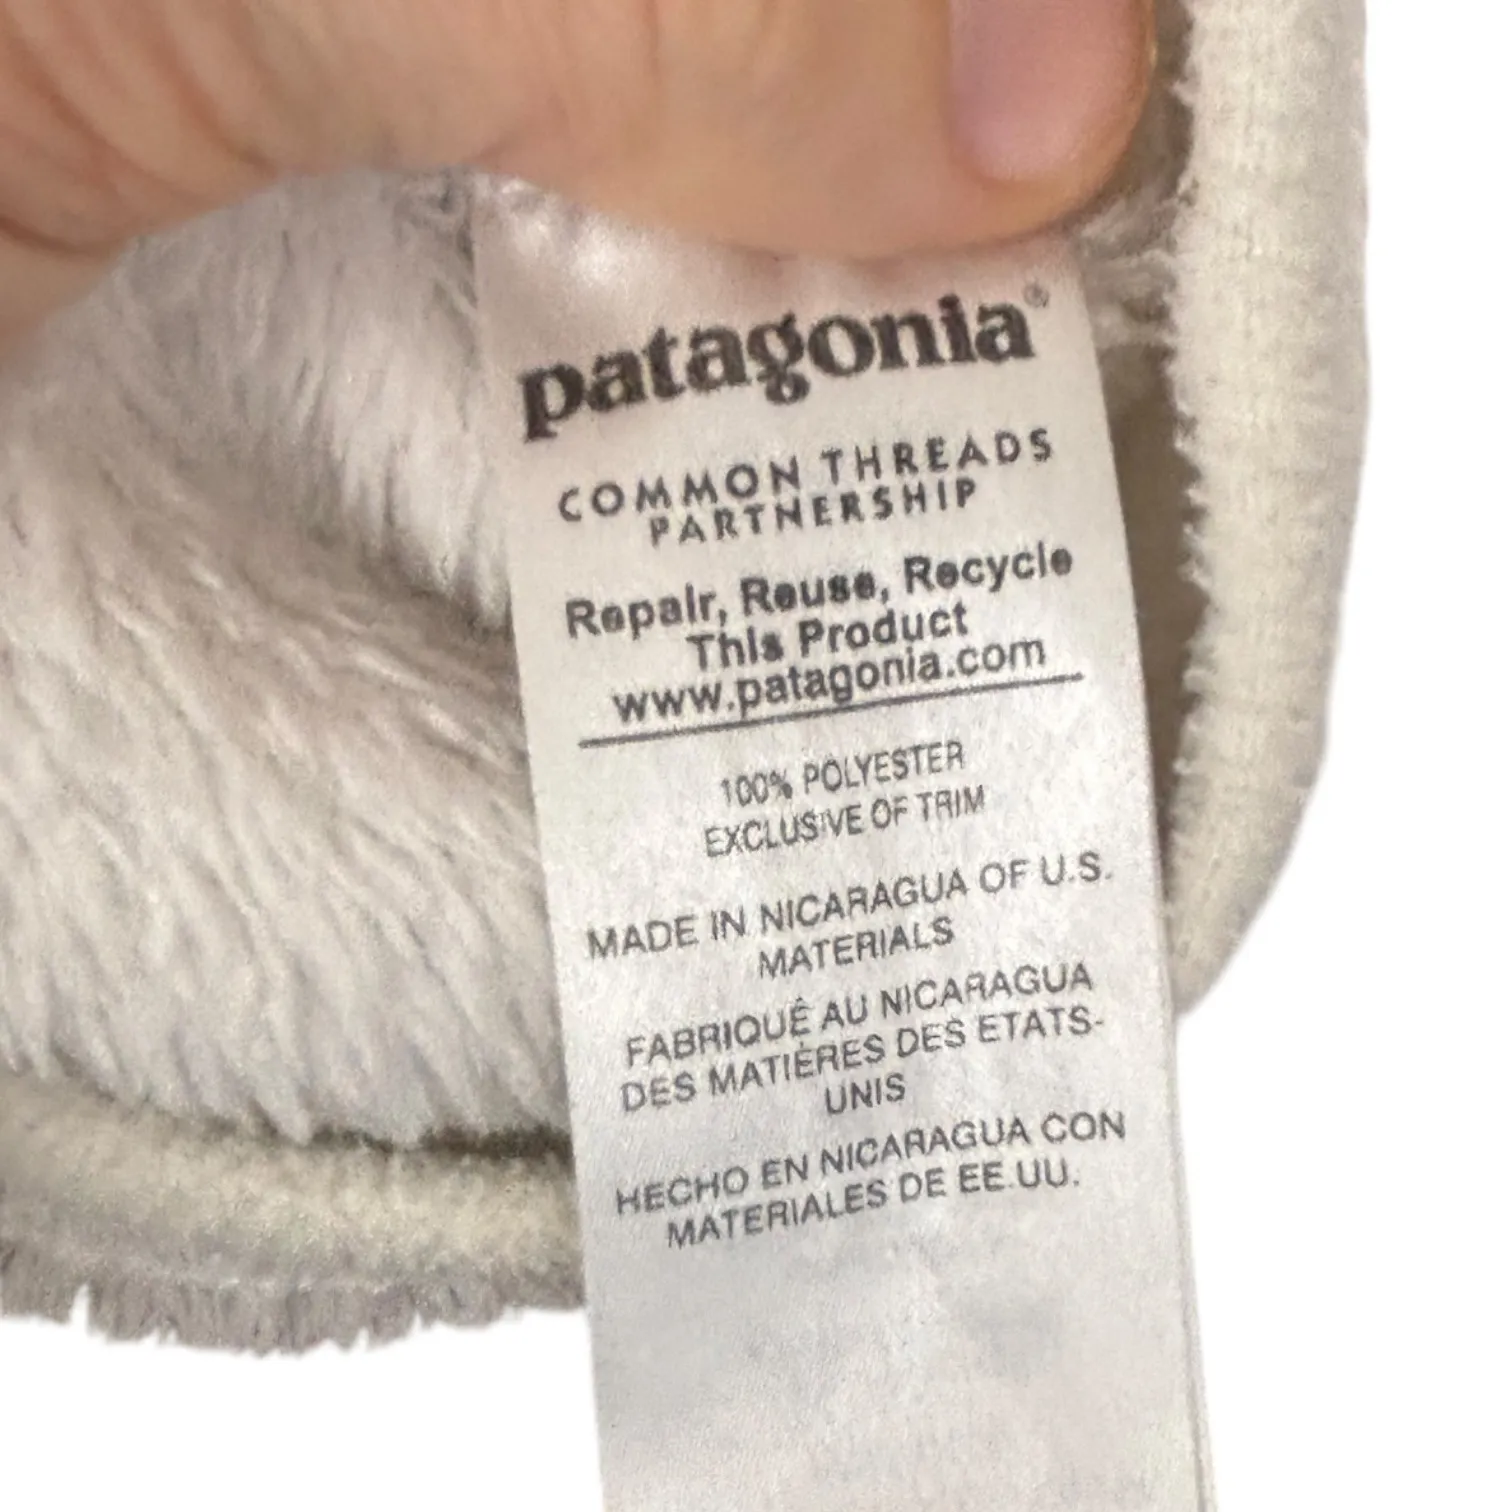 patagonia®
COMMON THREADS
PARTNERSHIP
Repair, Reuse, Recycle
This Product
www.patagonia.com
100% POLYESTER
EXCLUSIVE OF TRIM
MADE IN NICARAGUA OF U.S.
MATERIALS
FABRIQUÉ AU NICARAGUA
DES MATIÈRES DES ETATS-
UNIS
HECHO EN NICARAGUA CON
MATERIALES DE EE.UU.